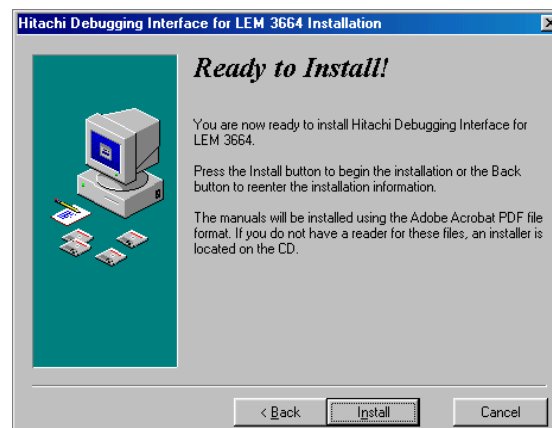 Hitachi Debugging Interface for LEM 3664 Installation
Ready to Install!
You are now ready to install Hitachi Debugging Interface for
LEM 3664.
Press the Install button to begin the installation or the Back
button to reenter the installation information.
The manuals will be installed using the Adobe Acrobat PDF file
format. If you do not have a reader for these files, an installer is
located on the CD.
< Back
Install
Cancel